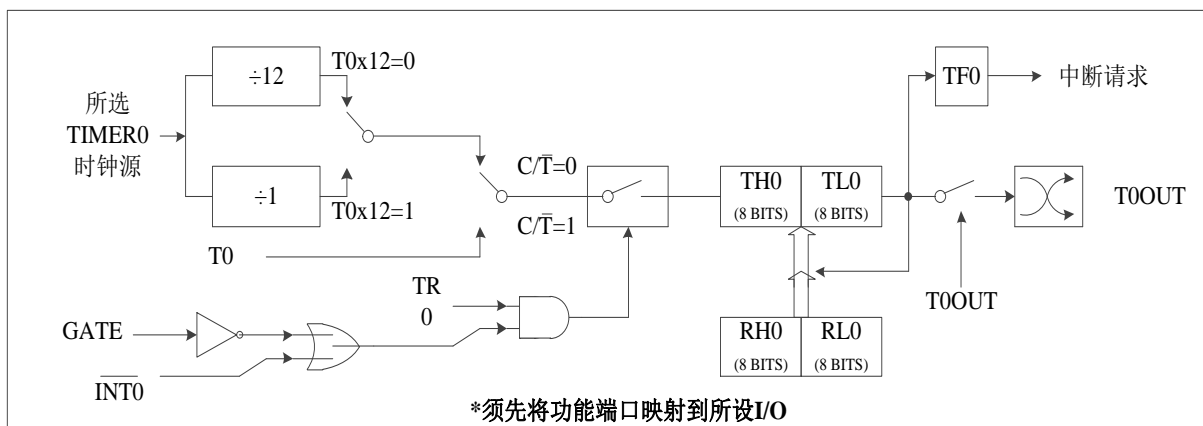 ÷12
T0x12=0
TF0
中断请求
所选
TIMER0
时钟源
C/T̅=0
TH0
TL0
(8 BITS)
(8 BITS)
T0OUT
÷1
T0x12=1
C/T̅=1
T0
TR
0
T0OUT
GATE
RH0
RL0
(8 BITS)
(8 BITS)
I̅N̅T̅0̅
*须先将功能端口映射到所设I/O